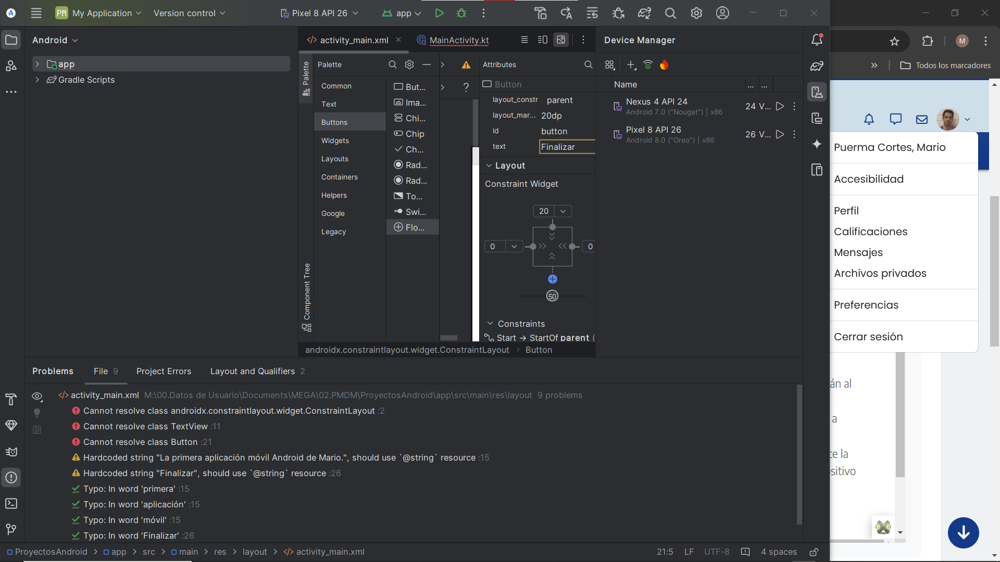 PM My Application Version control Pixel 8 API 26 app
Android
app
Gradle Scripts
activity_main.xml MainActivity.kt
Palette
Component Tree
Palette
Common
Text
Buttons
Widgets
Layouts
Containers
Helpers
Google
Legacy
But...
Ima...
Chi...
Chip
Ch...
Rad...
Rad...
To...
Swi...
Flo...
?
Attributes
Button
layout_constr parent
layout_mar... 20dp
id button
text Finalizar
Layout
Constraint Widget
20
0 0
50
Constraints
Start → StartOf parent (
androidx.constraintlayout.widget.ConstraintLayout > Button
Device Manager
Name ... ...
Nexus 4 API 24
Android 7.0 ("Nougat") | x86
24 V...
Pixel 8 API 26
Android 8.0 ("Oreo") | x86
26 V...
Problems File 9 Project Errors Layout and Qualifiers 2
activity_main.xml M:\00.Datos de Usuario\Documents\MEGA\02.PMDM\ProyectosAndroid\app\src\main\res\layout 9 problems
Cannot resolve class androidx.constraintlayout.widget.ConstraintLayout :2
Cannot resolve class TextView :11
Cannot resolve class Button :21
Hardcoded string "La primera aplicación móvil Android de Mario.", should use `@string` resource :15
Hardcoded string "Finalizar", should use `@string` resource :26
Typo: In word 'primera' :15
Typo: In word 'aplicación' :15
Typo: In word 'móvil' :15
Typo: In word 'Finalizar' :26
ProyectosAndroid > app > src > main > res > layout > activity_main.xml
21:5 LF UTF-8 4 spaces
M
» Todos los marcadores
Puerma Cortes, Mario
Accesibilidad
Perfil
Calificaciones
Mensajes
Archivos privados
Preferencias
Cerrar sesión
án al
a
ce la
sitivo